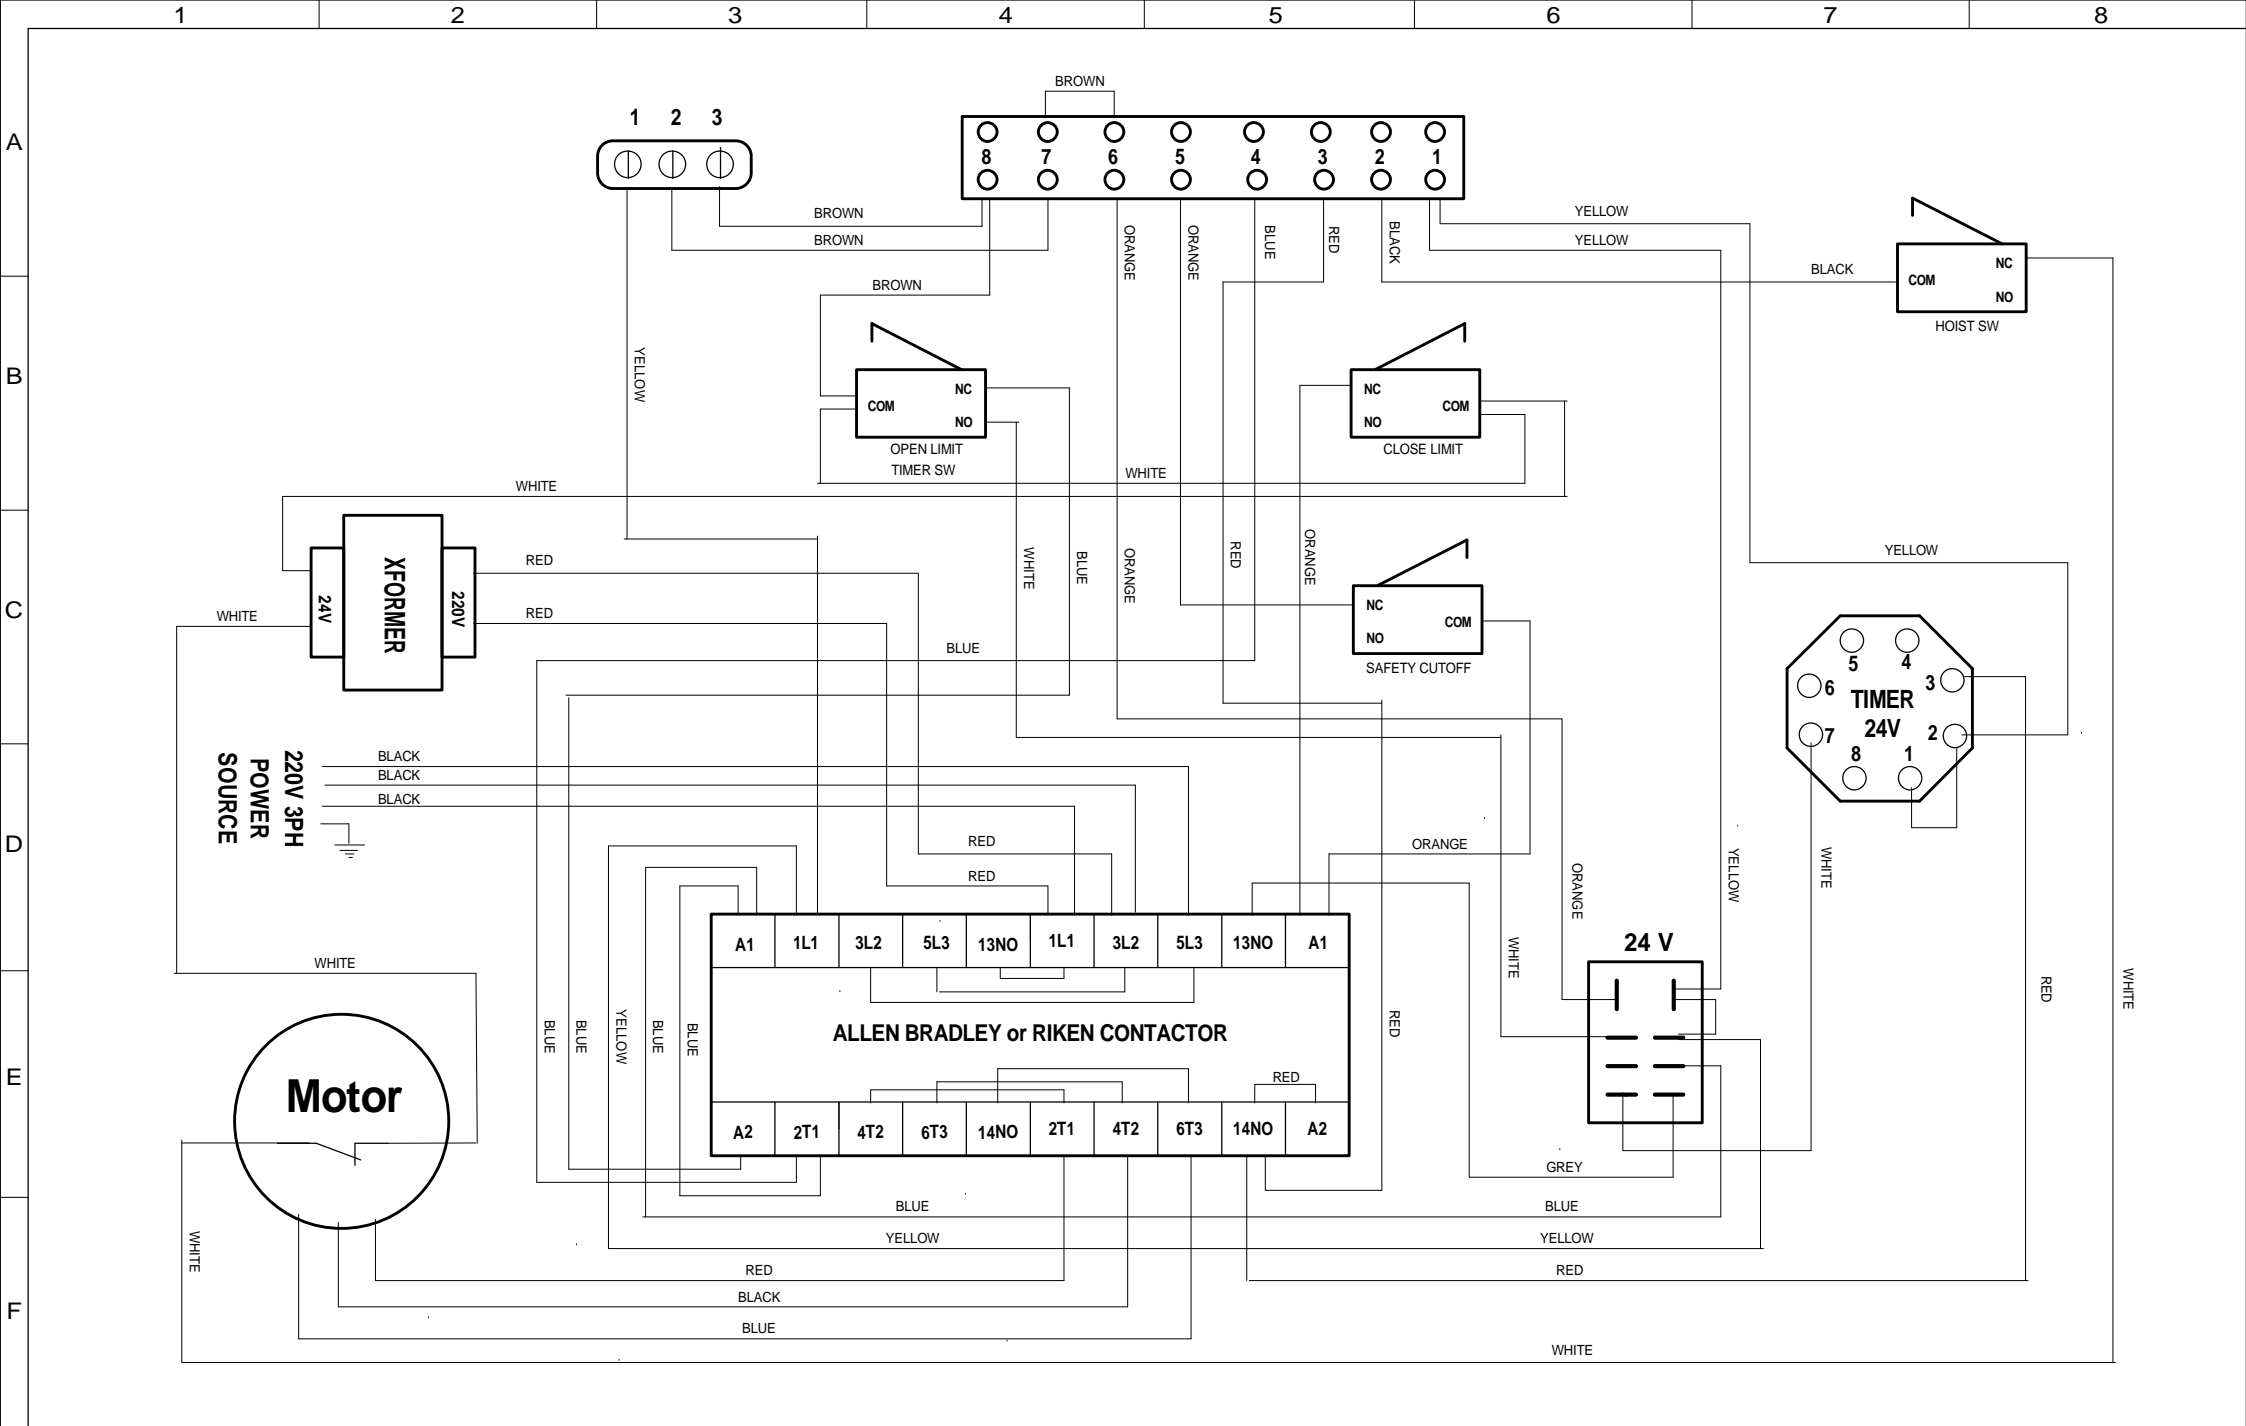 1 2 3 4 5 6 7 8
BROWN
1 2 3
A
8 7 6 5 4 3 2 1
BROWN
YELLOW
BROWN
YELLOW
ORANGE
ORANGE
BLUE
RED
BLACK
BLACK
NC
COM
NO
HOIST SW
BROWN
B
YELLOW
NC
COM
NO
OPEN LIMIT
TIMER SW
NC
COM
NO
CLOSE LIMIT
WHITE
WHITE
C
XFORMER
24V
220V
RED
RED
WHITE
WHITE
BLUE
ORANGE
RED
ORANGE
YELLOW
NC
COM
NO
SAFETY CUTOFF
BLUE
5 4
6 3
TIMER
24V
7 2
8 1
D
220V 3PH
POWER
SOURCE
BLACK
BLACK
BLACK
RED
RED
ORANGE
ORANGE
YELLOW
WHITE
A1 1L1 3L2 5L3 13NO 1L1 3L2 5L3 13NO A1
24 V
WHITE
WHITE
RED
WHITE
E
BLUE
BLUE
YELLOW
BLUE
BLUE
ALLEN BRADLEY or RIKEN CONTACTOR
RED
RED
Motor
A2 2T1 4T2 6T3 14NO 2T1 4T2 6T3 14NO A2
GREY
BLUE
BLUE
YELLOW
YELLOW
WHITE
RED
RED
BLACK
F
BLUE
WHITE